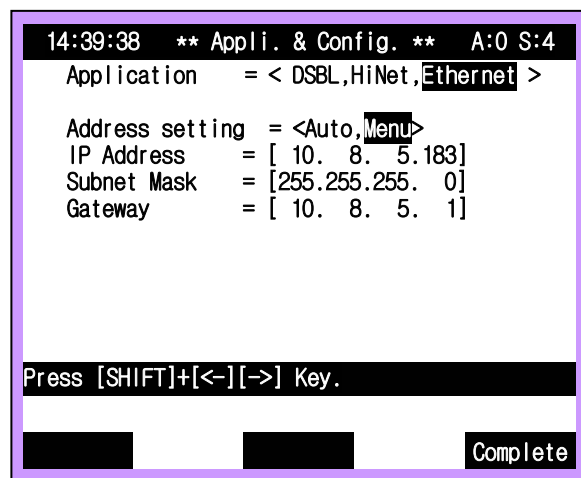 14:39:38 ** Appli. & Config. ** A:0 S:4
Application = < DSBL,HiNet,Ethernet >
Address setting = <Auto,Menu>
IP Address = [ 10. 8. 5.183]
Subnet Mask = [255.255.255. 0]
Gateway = [ 10. 8. 5. 1]
Press [SHIFT]+[<-][->] Key.
Complete